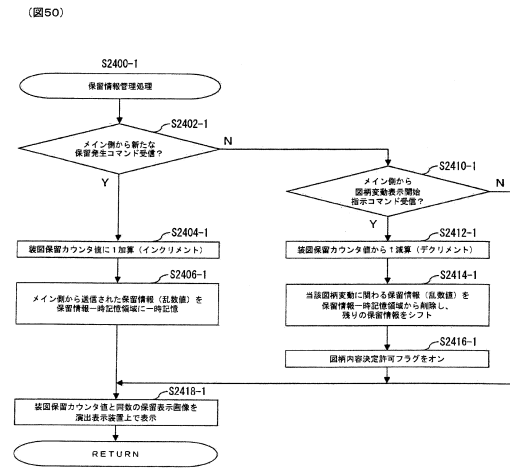 (図50)
S2400-1
保留情報管理処理
S2402-1
メイン側から新たな
保留発生コマンド受信?
N
Y
S2410-1
メイン側から
図柄変動表示開始
指示コマンド受信?
N
Y
S2404-1
装図保留カウンタ値に1加算(インクリメント)
S2412-1
装図保留カウンタ値から1減算(デクリメント)
S2406-1
メイン側から送信された保留情報(乱数値)を
保留情報一時記憶領域に一時記憶
S2414-1
当該図柄変動に関わる保留情報(乱数値)を
保留情報一時記憶領域から削除し、
残りの保留情報をシフト
S2416-1
図柄内容決定許可フラグをオン
S2418-1
装図保留カウンタ値と同数の保留表示画像を
演出表示装置上で表示
RETURN